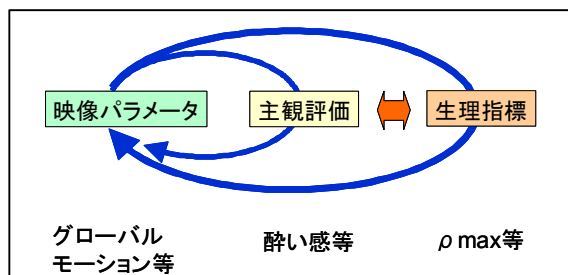 映像パラメータ
主観評価
生理指標
グローバル
モーション等
酔い感等
ρmax等